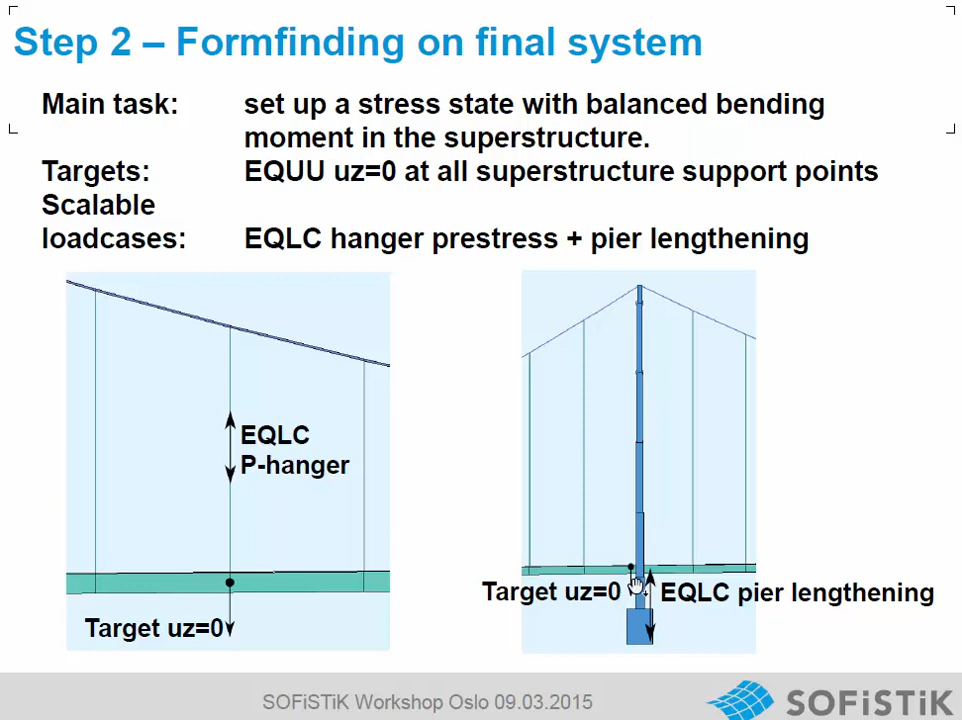 Step 2 – Formfinding on final system
Main task: set up a stress state with balanced bending
moment in the superstructure.
Targets: EQUU uz=0 at all superstructure support points
Scalable
loadcases: EQLC hanger prestress + pier lengthening
EQLC
P-hanger
Target uz=0
Target uz=0
EQLC pier lengthening
SOFiSTiK Workshop Oslo 09.03.2015
SOFiSTiK